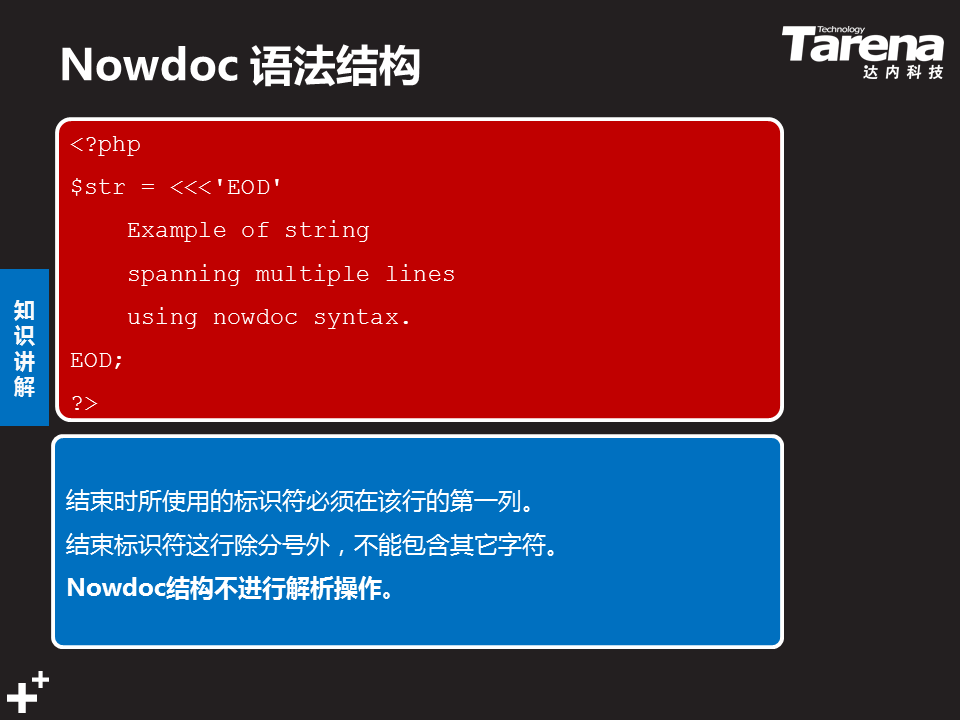 Nowdoc 语法结构
Technology
Tarena
达内科技
<?php
$str = <<<'EOD'
    Example of string
    spanning multiple lines
    using nowdoc syntax.
EOD;
?>
知识讲解
结束时所使用的标识符必须在该行的第一列。
结束标识符这行除分号外，不能包含其它字符。
Nowdoc结构不进行解析操作。